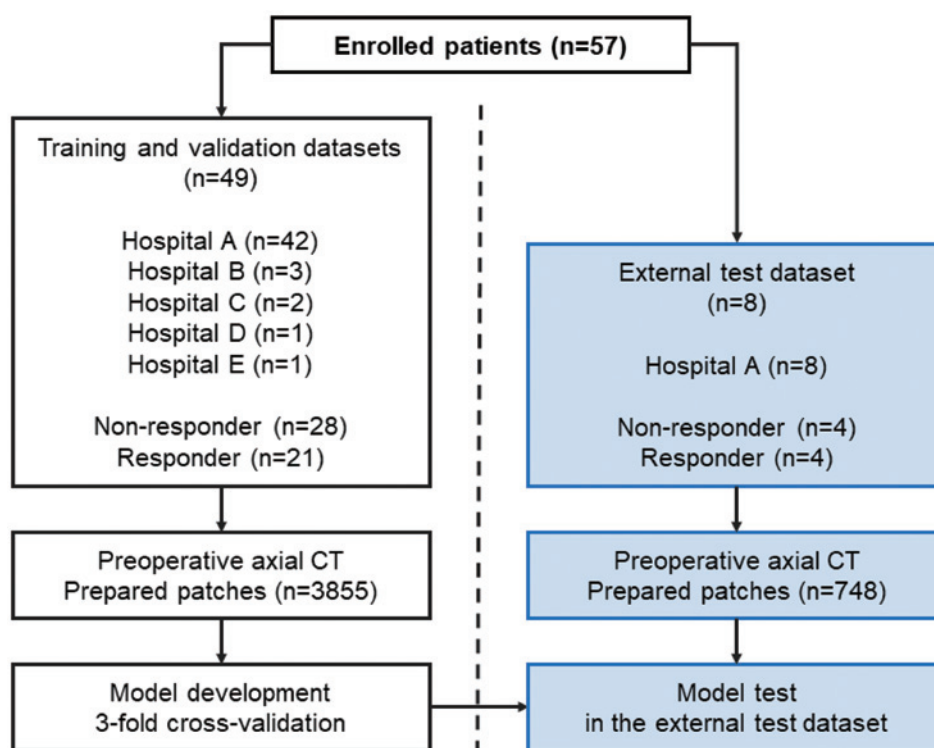 Enrolled patients (n=57)
Training and validation datasets
(n=49)
Hospital A (n=42)
Hospital B (n=3)
Hospital C (n=2)
Hospital D (n=1)
Hospital E (n=1)
Non-responder (n=28)
Responder (n=21)
Preoperative axial CT
Prepared patches (n=3855)
Model development
3-fold cross-validation
External test dataset
(n=8)
Hospital A (n=8)
Non-responder (n=4)
Responder (n=4)
Preoperative axial CT
Prepared patches (n=748)
Model test
in the external test dataset